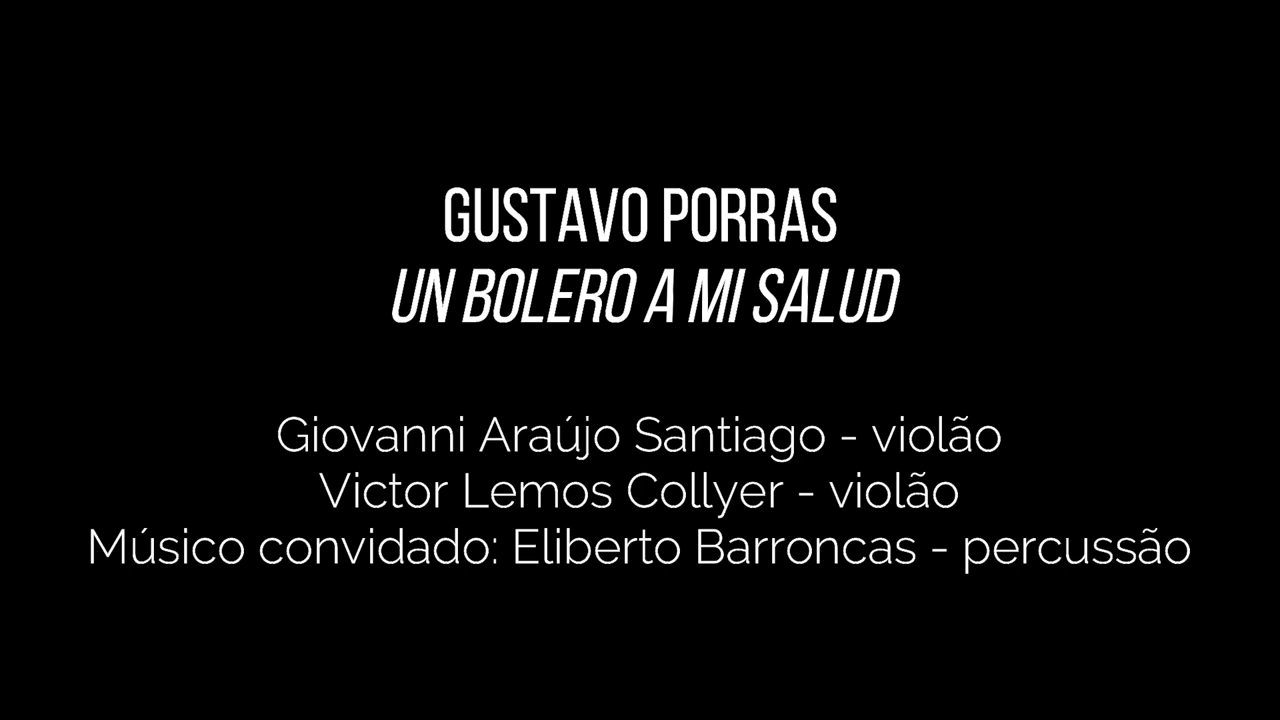 GUSTAVO PORRAS
UN BOLERO A MI SALUD
Giovanni Araújo Santiago - violão
Victor Lemos Collyer - violão
Músico convidado: Eliberto Barroncas - percussão